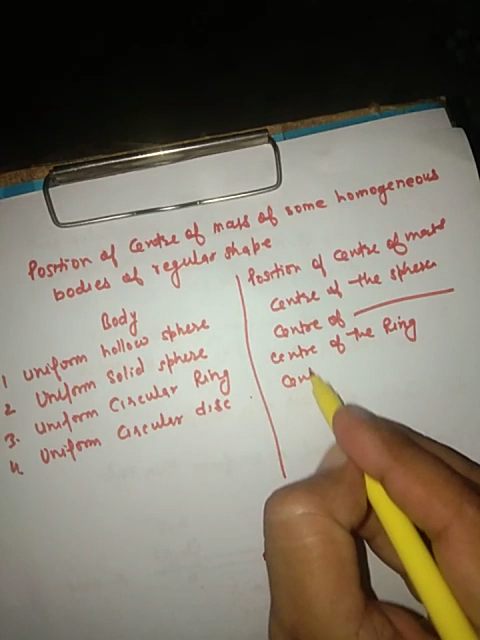 Position of Centre of mass of some homogeneous
bodies of regular shape
Body
Position of centre of mass
1 Uniform hollow sphere
centre of the sphere
2 Uniform Solid sphere
Centre of
3. Uniform Circular Ring
centre of the Ring
4 Uniform Circular disc
Cen